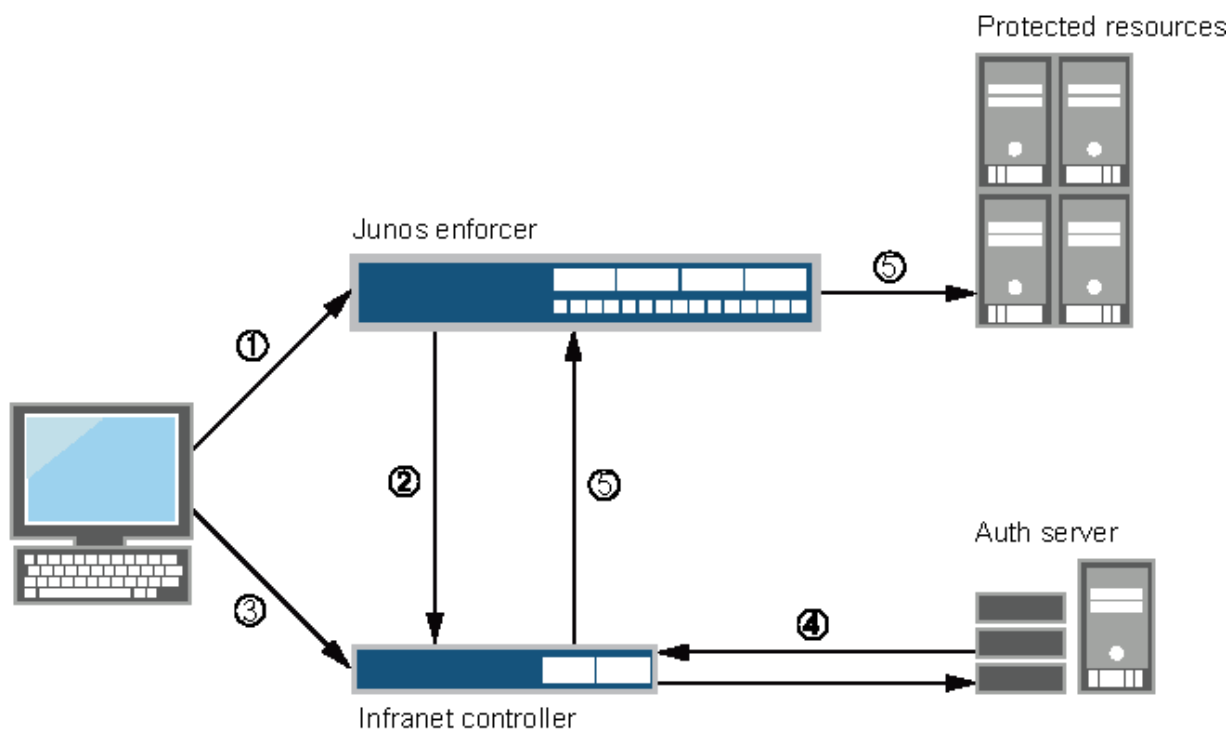 Protected resources
Junos enforcer
⑤
①
②
⑤
Auth server
③
④
Infranet controller